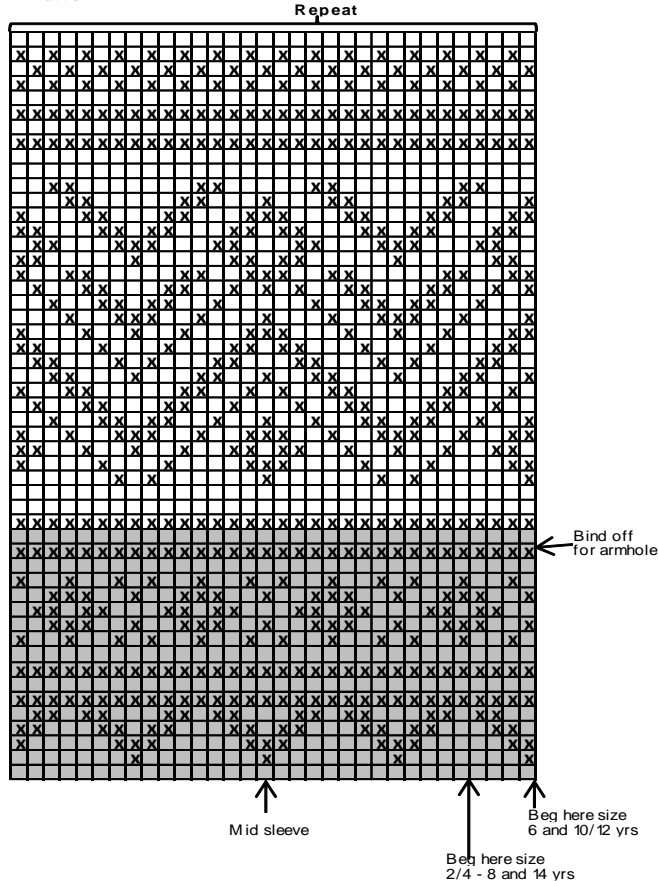 Repeat
Bind off
for armhole
Mid sleeve
Beg here size
6 and 10/12 yrs
Beg here size
2/4 - 8 and 14 yrs